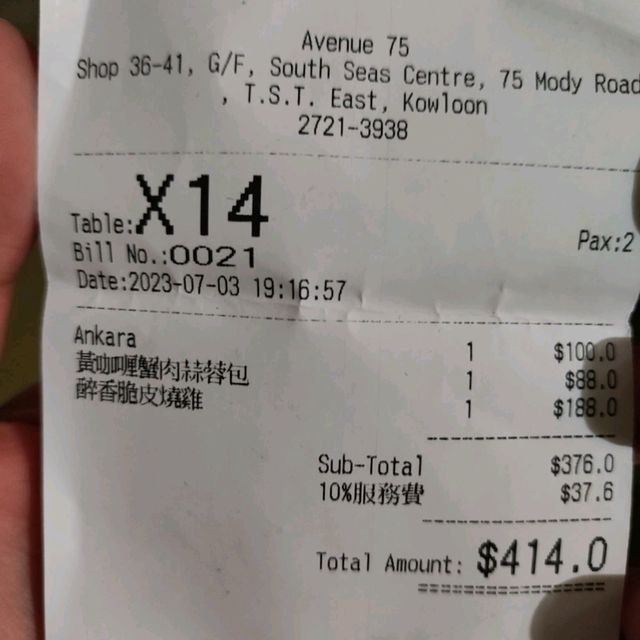 Avenue 75
Shop 36-41, G/F, South Seas Centre, 75 Mody Road
, T.S.T. East, Kowloon
2721-3938
Table:X14 Pax:2
Bill No.:0021
Date:2023-07-03 19:16:57
Ankara 1 $100.0
黃咖喱蟹肉蒜蓉包 1 $88.0
醉香脆皮燒雞 1 $188.0
Sub-Total $376.0
10%服務費 $37.6
Total Amount: $414.0